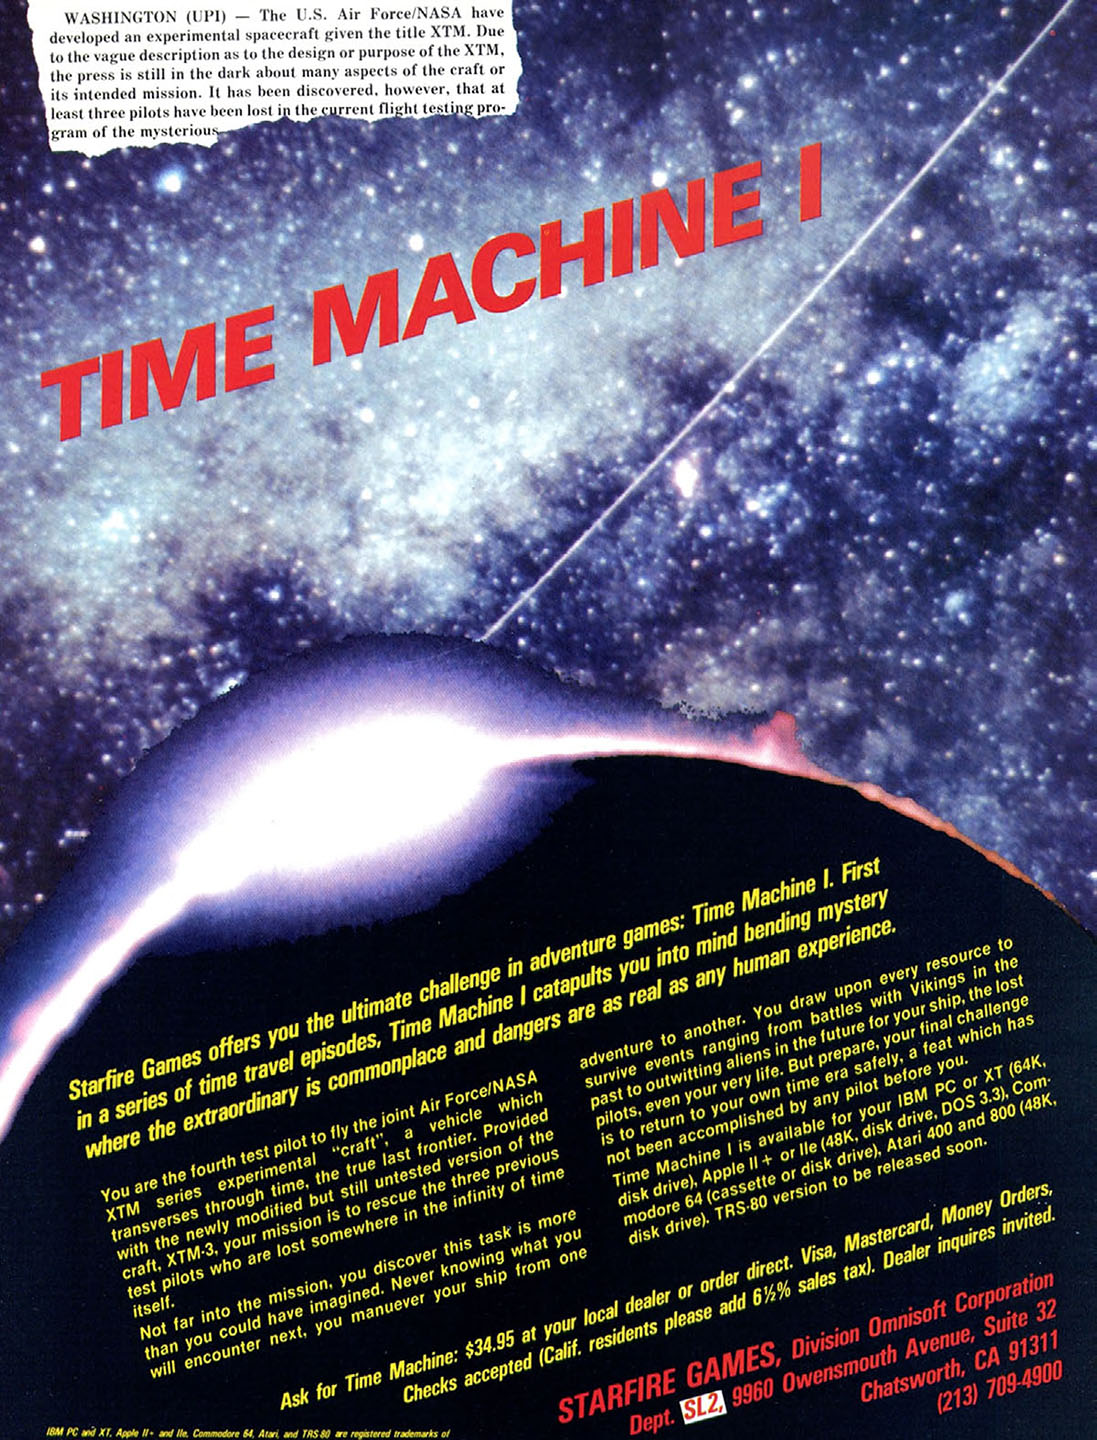 WASHINGTON (UPI) — The U.S. Air Force/NASA have
developed an experimental spacecraft given the title XTM. Due
to the vague description as to the design or purpose of the XTM,
the press is still in the dark about many aspects of the craft or
its intended mission. It has been discovered, however, that at
least three pilots have been lost in the current flight testing pro-
gram of the mysterious
TIME MACHINE I
Starfire Games offers you the ultimate challenge in adventure games: Time Machine I. First
in a series of time travel episodes, Time Machine I catapults you into mind bending mystery
where the extraordinary is commonplace and dangers are as real as any human experience.
You are the fourth test pilot to fly the joint Air Force/NASA
XTM series experimental "craft", a vehicle which
transverses through time, the true last frontier. Provided
with the newly modified but still untested version of the
craft, XTM-3, your mission is to rescue the three previous
test pilots who are lost somewhere in the infinity of time
itself.
Not far into the mission, you discover this task is more
than you could have imagined. Never knowing what you
will encounter next, you manuever your ship from one
adventure to another. You draw upon every resource to
survive events ranging from battles with Vikings in the
past to outwitting aliens in the future for your ship, the lost
pilots, even your very life. But prepare, your final challenge
is to return to your own time era safely, a feat which has
not been accomplished by any pilot before you.
Time Machine I is available for your IBM PC or XT (64K,
disk drive), Apple II + or IIe (48K, disk drive, DOS 3.3), Com-
modore 64 (cassette or disk drive), Atari 400 and 800 (48K,
disk drive). TRS-80 version to be released soon.
Ask for Time Machine: $34.95 at your local dealer or order direct. Visa, Mastercard, Money Orders,
Checks accepted (Calif. residents please add 6½% sales tax). Dealer inquires invited.
STARFIRE GAMES, Division Omnisoft Corporation
Dept. SL2, 9960 Owensmouth Avenue, Suite 32
Chatsworth, CA 91311
(213) 709-4900
IBM PC and XT, Apple II+ and IIe, Commodore 64, Atari, and TRS-80 are registered trademarks of